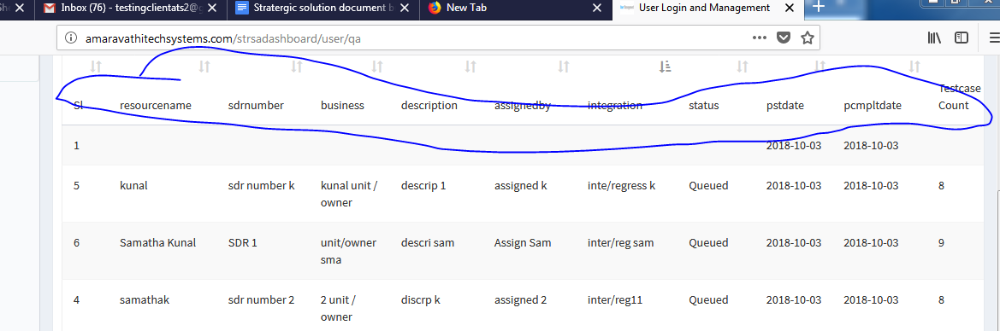 Inbox (76) - testingclientats2@
Stratergic solution document b
New Tab
User Login and Management
amaravathitechsystems.com/strsadashboard/user/qa
Sl resourcename sdrnumber business description assignedby integration status pstdate pcmpltdate Testcase Count
1 2018-10-03 2018-10-03
5 kunal sdr number k kunal unit / descrip 1 assigned k inte/regress k Queued 2018-10-03 2018-10-03 8
owner
6 Samatha Kunal SDR 1 unit/owner descri sam Assign Sam inter/reg sam Queued 2018-10-03 2018-10-03 9
sma
4 samathak sdr number 2 2 unit / discrp k assigned 2 inter/reg11 Queued 2018-10-03 2018-10-03 8
owner